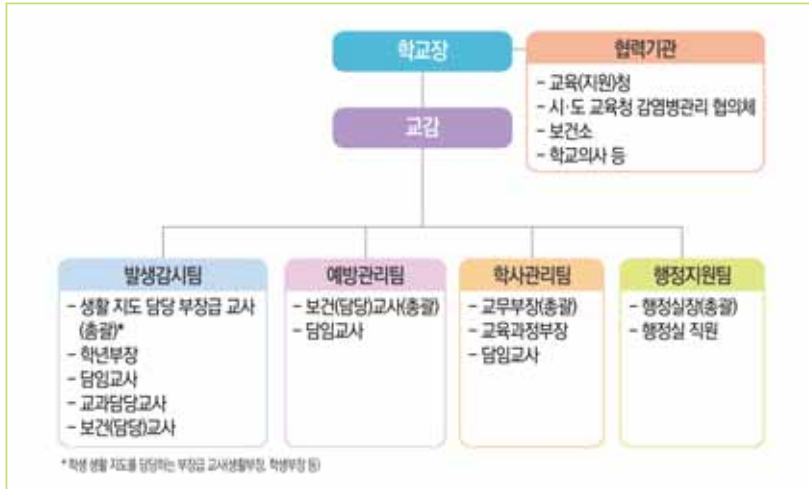 학교장
협력기관
- 교육(지원)청
- 시·도 교육청 감염병관리 협의체
- 보건소
- 학교의사 등
교감
발생감시팀
- 생활 지도 담당 부장급 교사
(총괄)*
- 학년부장
- 담임교사
- 교과담당교사
- 보건(담당)교사
예방관리팀
- 보건(담당)교사(총괄)
- 담임교사
학사관리팀
- 교무부장(총괄)
- 교육과정부장
- 담임교사
행정지원팀
- 행정실장(총괄)
- 행정실 직원
* 학생 생활 지도를 담당하는 부장급 교사(생활부장, 학생부장 등)